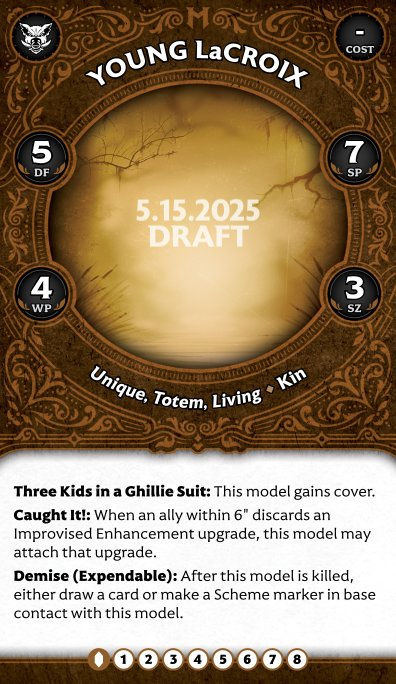 YOUNG LaCROIX
-
COST
5
DF
7
SP
5.15.2025
DRAFT
4
WP
3
SZ
Unique, Totem, Living • Kin
Three Kids in a Ghillie Suit: This model gains cover.
Caught It!: When an ally within 6" discards an
Improvised Enhancement upgrade, this model may
attach that upgrade.
Demise (Expendable): After this model is killed,
either draw a card or make a Scheme marker in base
contact with this model.
1 2 3 4 5 6 7 8